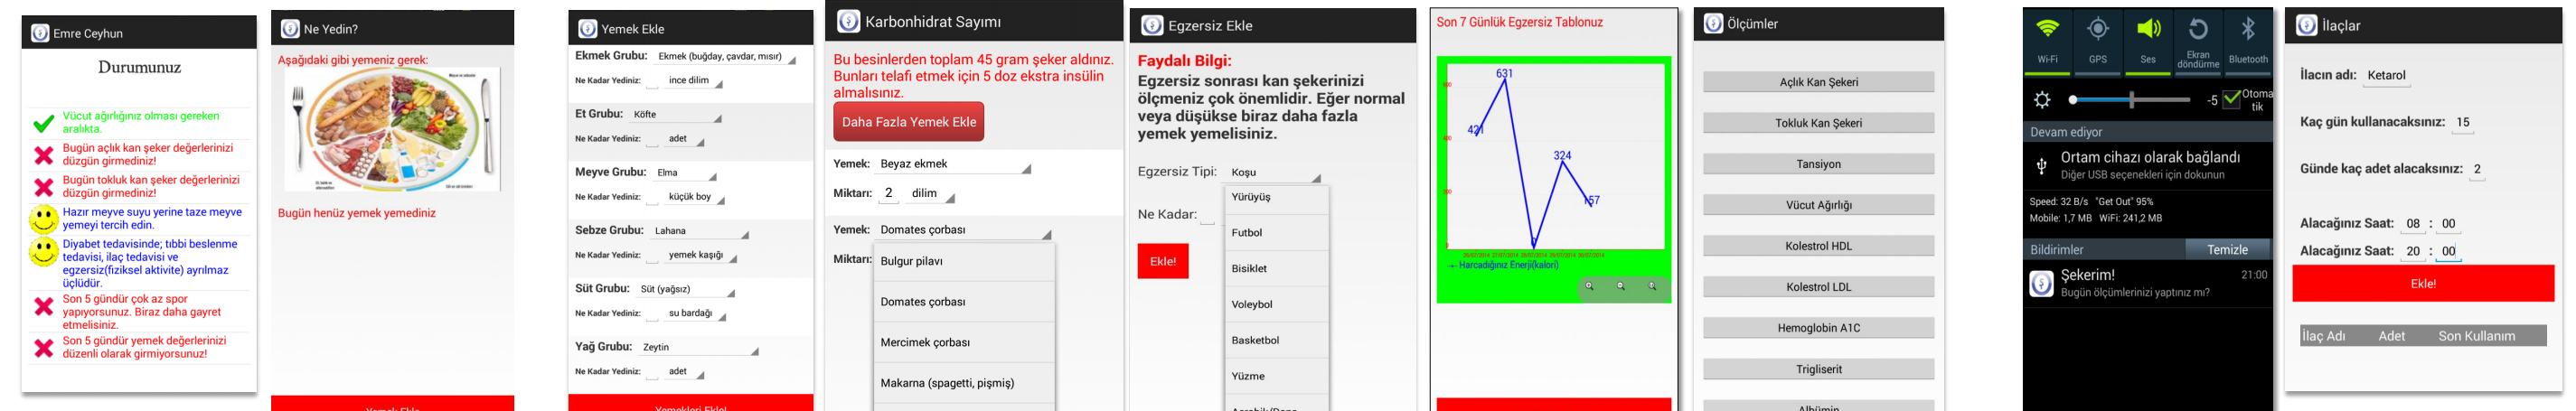 Emre Ceyhun
Durumunuz
Vücut ağırlığınız olması gereken
aralıkta.
Bugün açlık kan şeker değerlerinizi
düzgün girmediniz!
Bugün tokluk kan şeker değerlerinizi
düzgün girmediniz!
Hazır meyve suyu yerine taze meyve
yemeyi tercih edin.
Diyabet tedavisinde; tıbbi beslenme
tedavisi, ilaç tedavisi ve
egzersiz(fiziksel aktivite) ayrılmaz
üçlüdür.
Son 5 gündür çok az spor
yapıyorsunuz. Biraz daha gayret
etmelisiniz.
Son 5 gündür yemek değerlerinizi
düzenli olarak girmiyorsunuz!
Ne Yedin?
Aşağıdaki gibi yemeniz gerek:
Bugün henüz yemek yemediniz
Yemek Ekle
Yemek Ekle
Ekmek Grubu: Ekmek (buğday, çavdar, mısır)
Ne Kadar Yediniz: ince dilim
Et Grubu: Köfte
Ne Kadar Yediniz: adet
Meyve Grubu: Elma
Ne Kadar Yediniz: küçük boy
Sebze Grubu: Lahana
Ne Kadar Yediniz: yemek kaşığı
Süt Grubu: Süt (yağsız)
Ne Kadar Yediniz: su bardağı
Yağ Grubu: Zeytin
Ne Kadar Yediniz: adet
Yemekleri Ekle!
Karbonhidrat Sayımı
Bu besinlerden toplam 45 gram şeker aldınız.
Bunları telafi etmek için 5 doz ekstra insülin
almalısınız.
Daha Fazla Yemek Ekle
Yemek: Beyaz ekmek
Miktarı: 2 dilim
Yemek: Domates çorbası
Miktarı:
Bulgur pilavı
Domates çorbası
Mercimek çorbası
Makarna (spagetti, pişmiş)
Egzersiz Ekle
Faydalı Bilgi:
Egzersiz sonrası kan şekerinizi
ölçmeniz çok önemlidir. Eğer normal
veya düşükse biraz daha fazla
yemek yemelisiniz.
Egzersiz Tipi: Koşu
Ne Kadar:
Ekle!
Yürüyüş
Futbol
Bisiklet
Voleybol
Basketbol
Yüzme
Son 7 Günlük Egzersiz Tablonuz
631
421
324
157
Harcadığınız Enerji(kalori)
Ölçümler
Açlık Kan Şekeri
Tokluk Kan Şekeri
Tansiyon
Vücut Ağırlığı
Kolestrol HDL
Kolestrol LDL
Hemoglobin A1C
Trigliserit
Albümin
Wi-Fi GPS Ses Ekran döndürme Bluetooth
-5 Otoma
tik
Devam ediyor
Ortam cihazı olarak bağlandı
Diğer USB seçenekleri için dokunun
Speed: 32 B/s "Get Out" 95%
Mobile: 1,7 MB WiFi: 241,2 MB
Bildirimler Temizle
Şekerim! 21:00
Bugün ölçümlerinizi yaptınız mı?
İlaçlar
İlacın adı: Ketarol
Kaç gün kullanacaksınız: 15
Günde kaç adet alacaksınız: 2
Alacağınız Saat: 08 : 00
Alacağınız Saat: 20 : 00
Ekle!
İlaç Adı Adet Son Kullanım